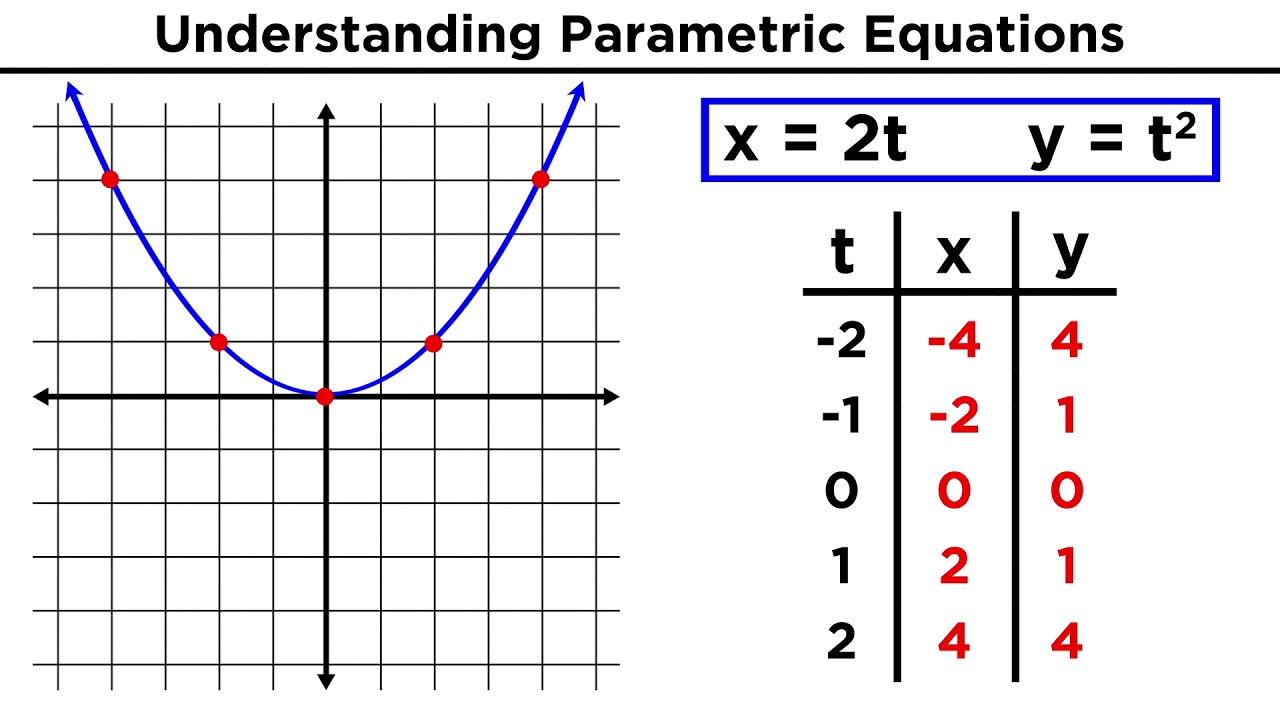 Understanding Parametric Equations
x = 2t y = t²
t x y
-2 -4 4
-1 -2 1
0 0 0
1 2 1
2 4 4